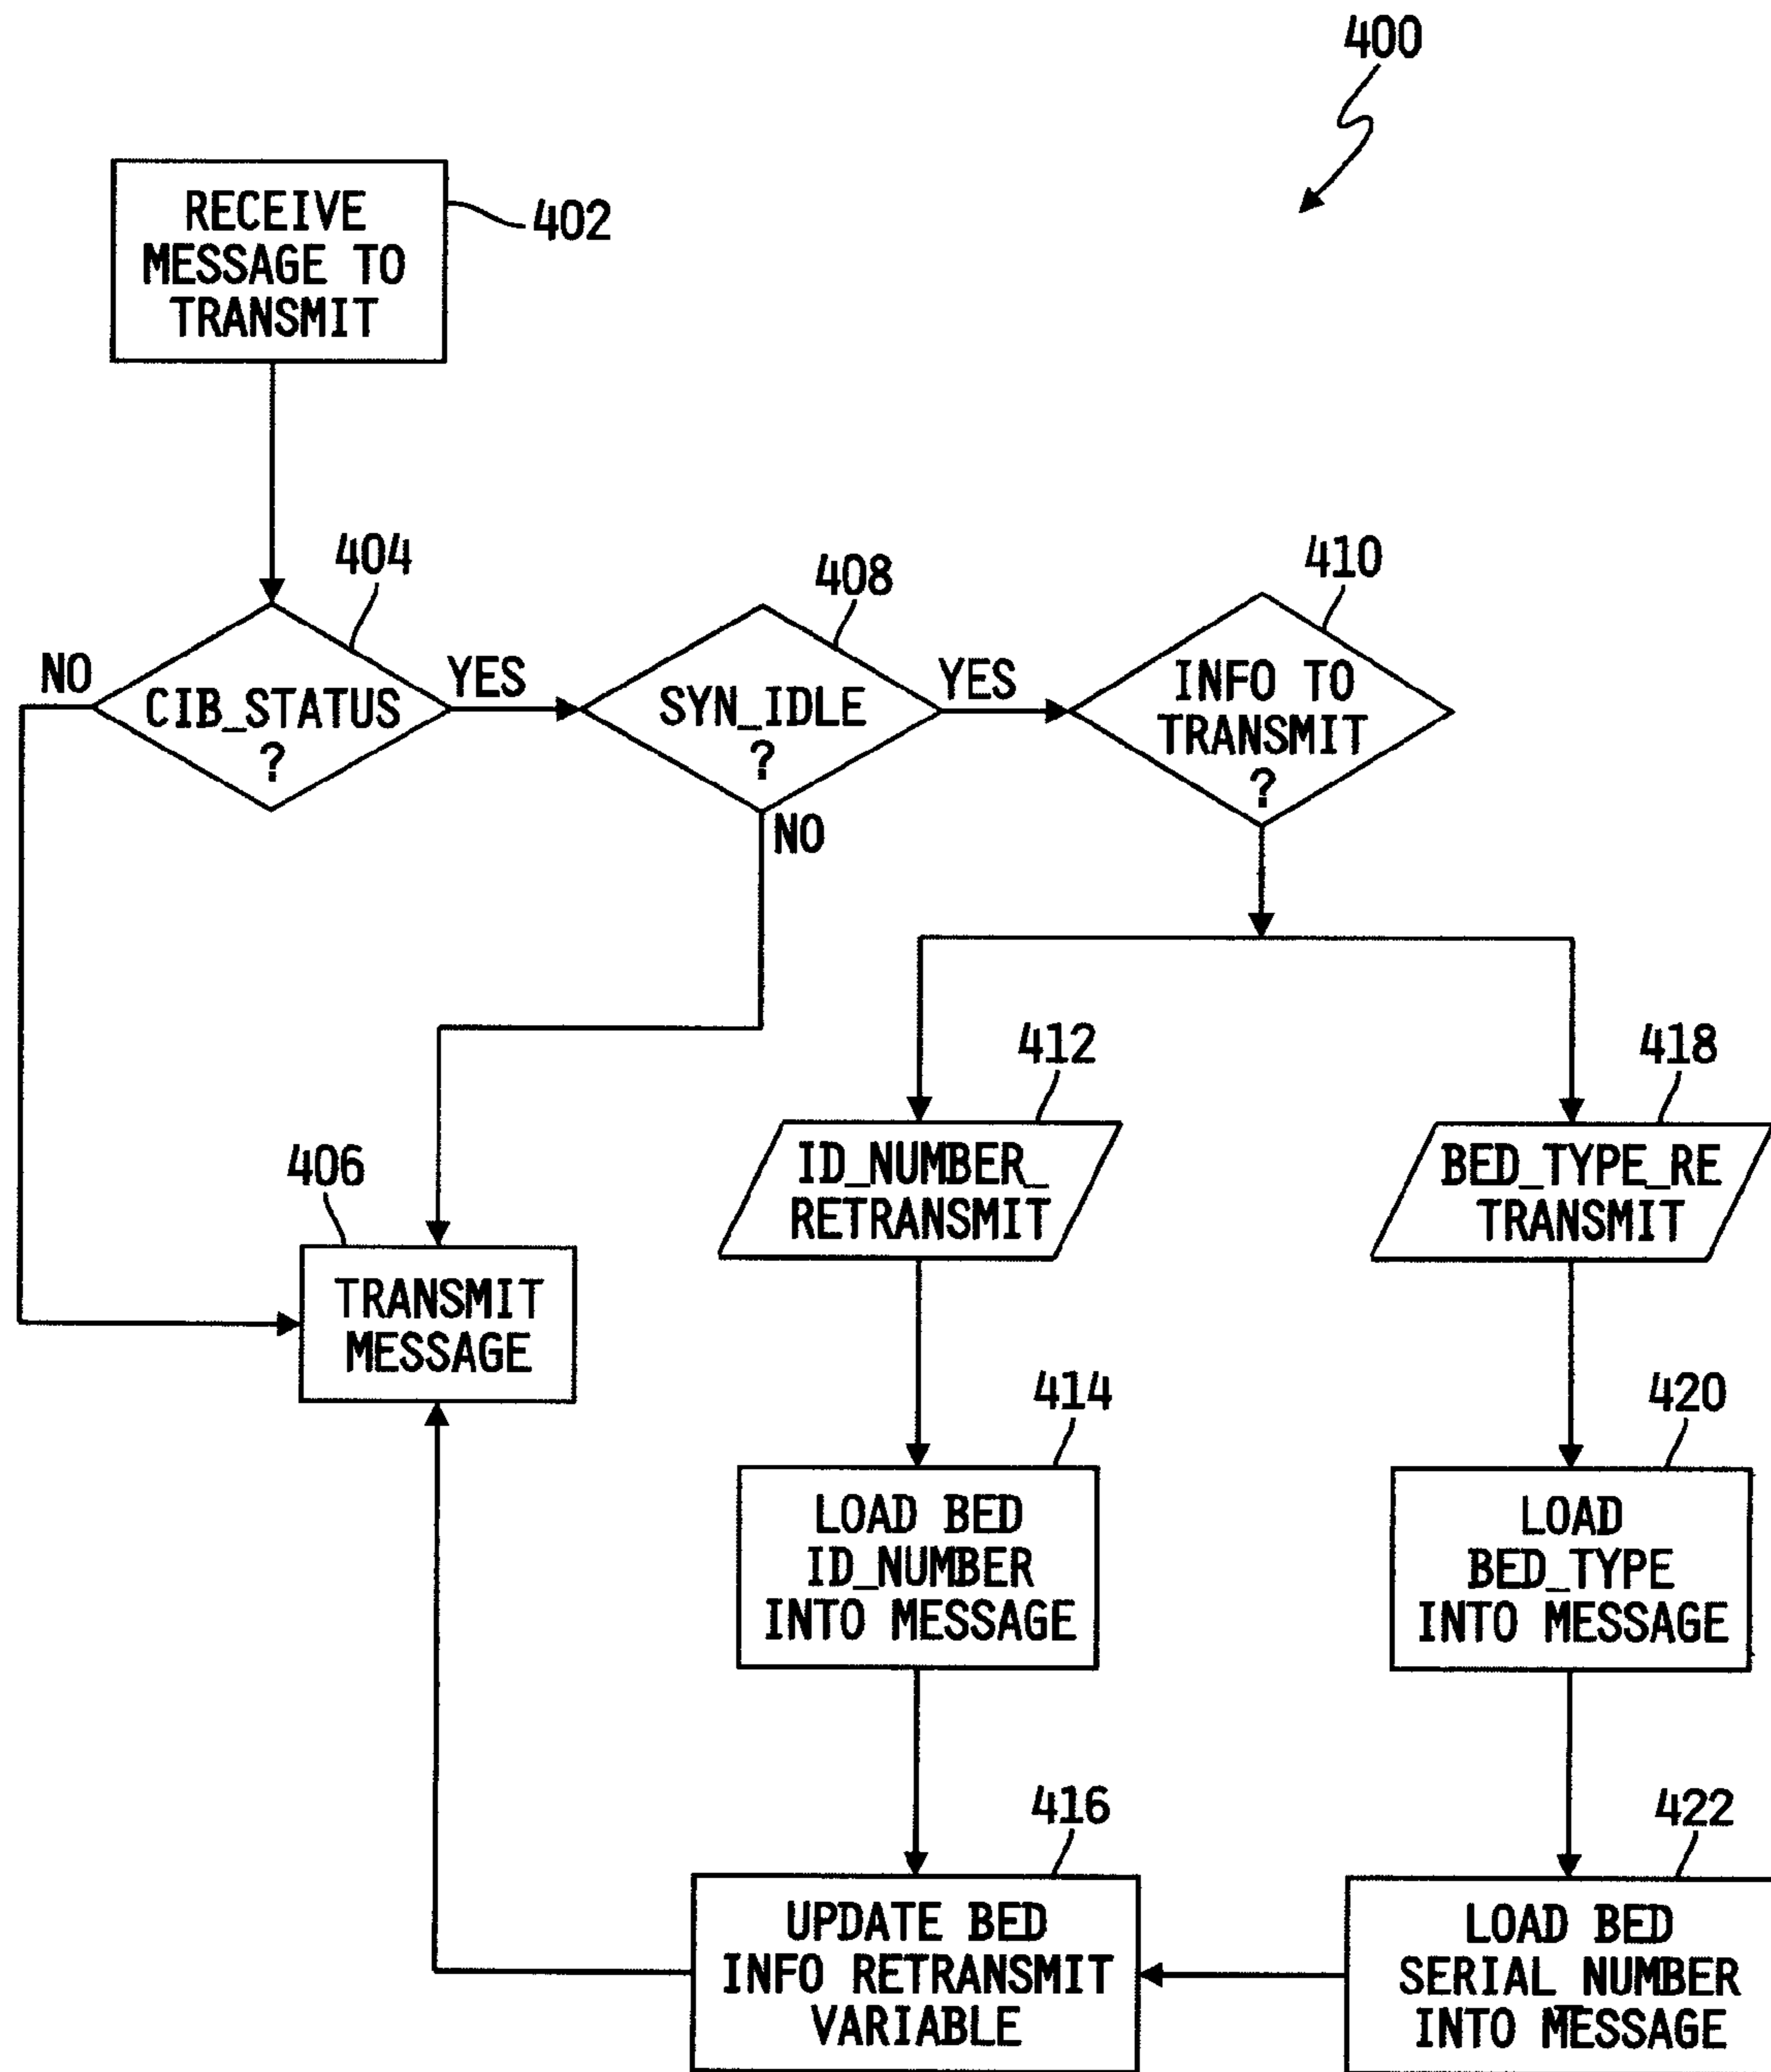 400
RECEIVE
MESSAGE TO
TRANSMIT
402
404
NO
CIB_STATUS
?
YES
408
SYN_IDLE
?
YES
NO
410
INFO TO
TRANSMIT
?
412
ID_NUMBER_
RETRANSMIT
418
BED_TYPE_RE
TRANSMIT
406
TRANSMIT
MESSAGE
414
LOAD BED
ID_NUMBER
INTO MESSAGE
420
LOAD
BED_TYPE
INTO MESSAGE
416
UPDATE BED
INFO RETRANSMIT
VARIABLE
422
LOAD BED
SERIAL NUMBER
INTO MESSAGE